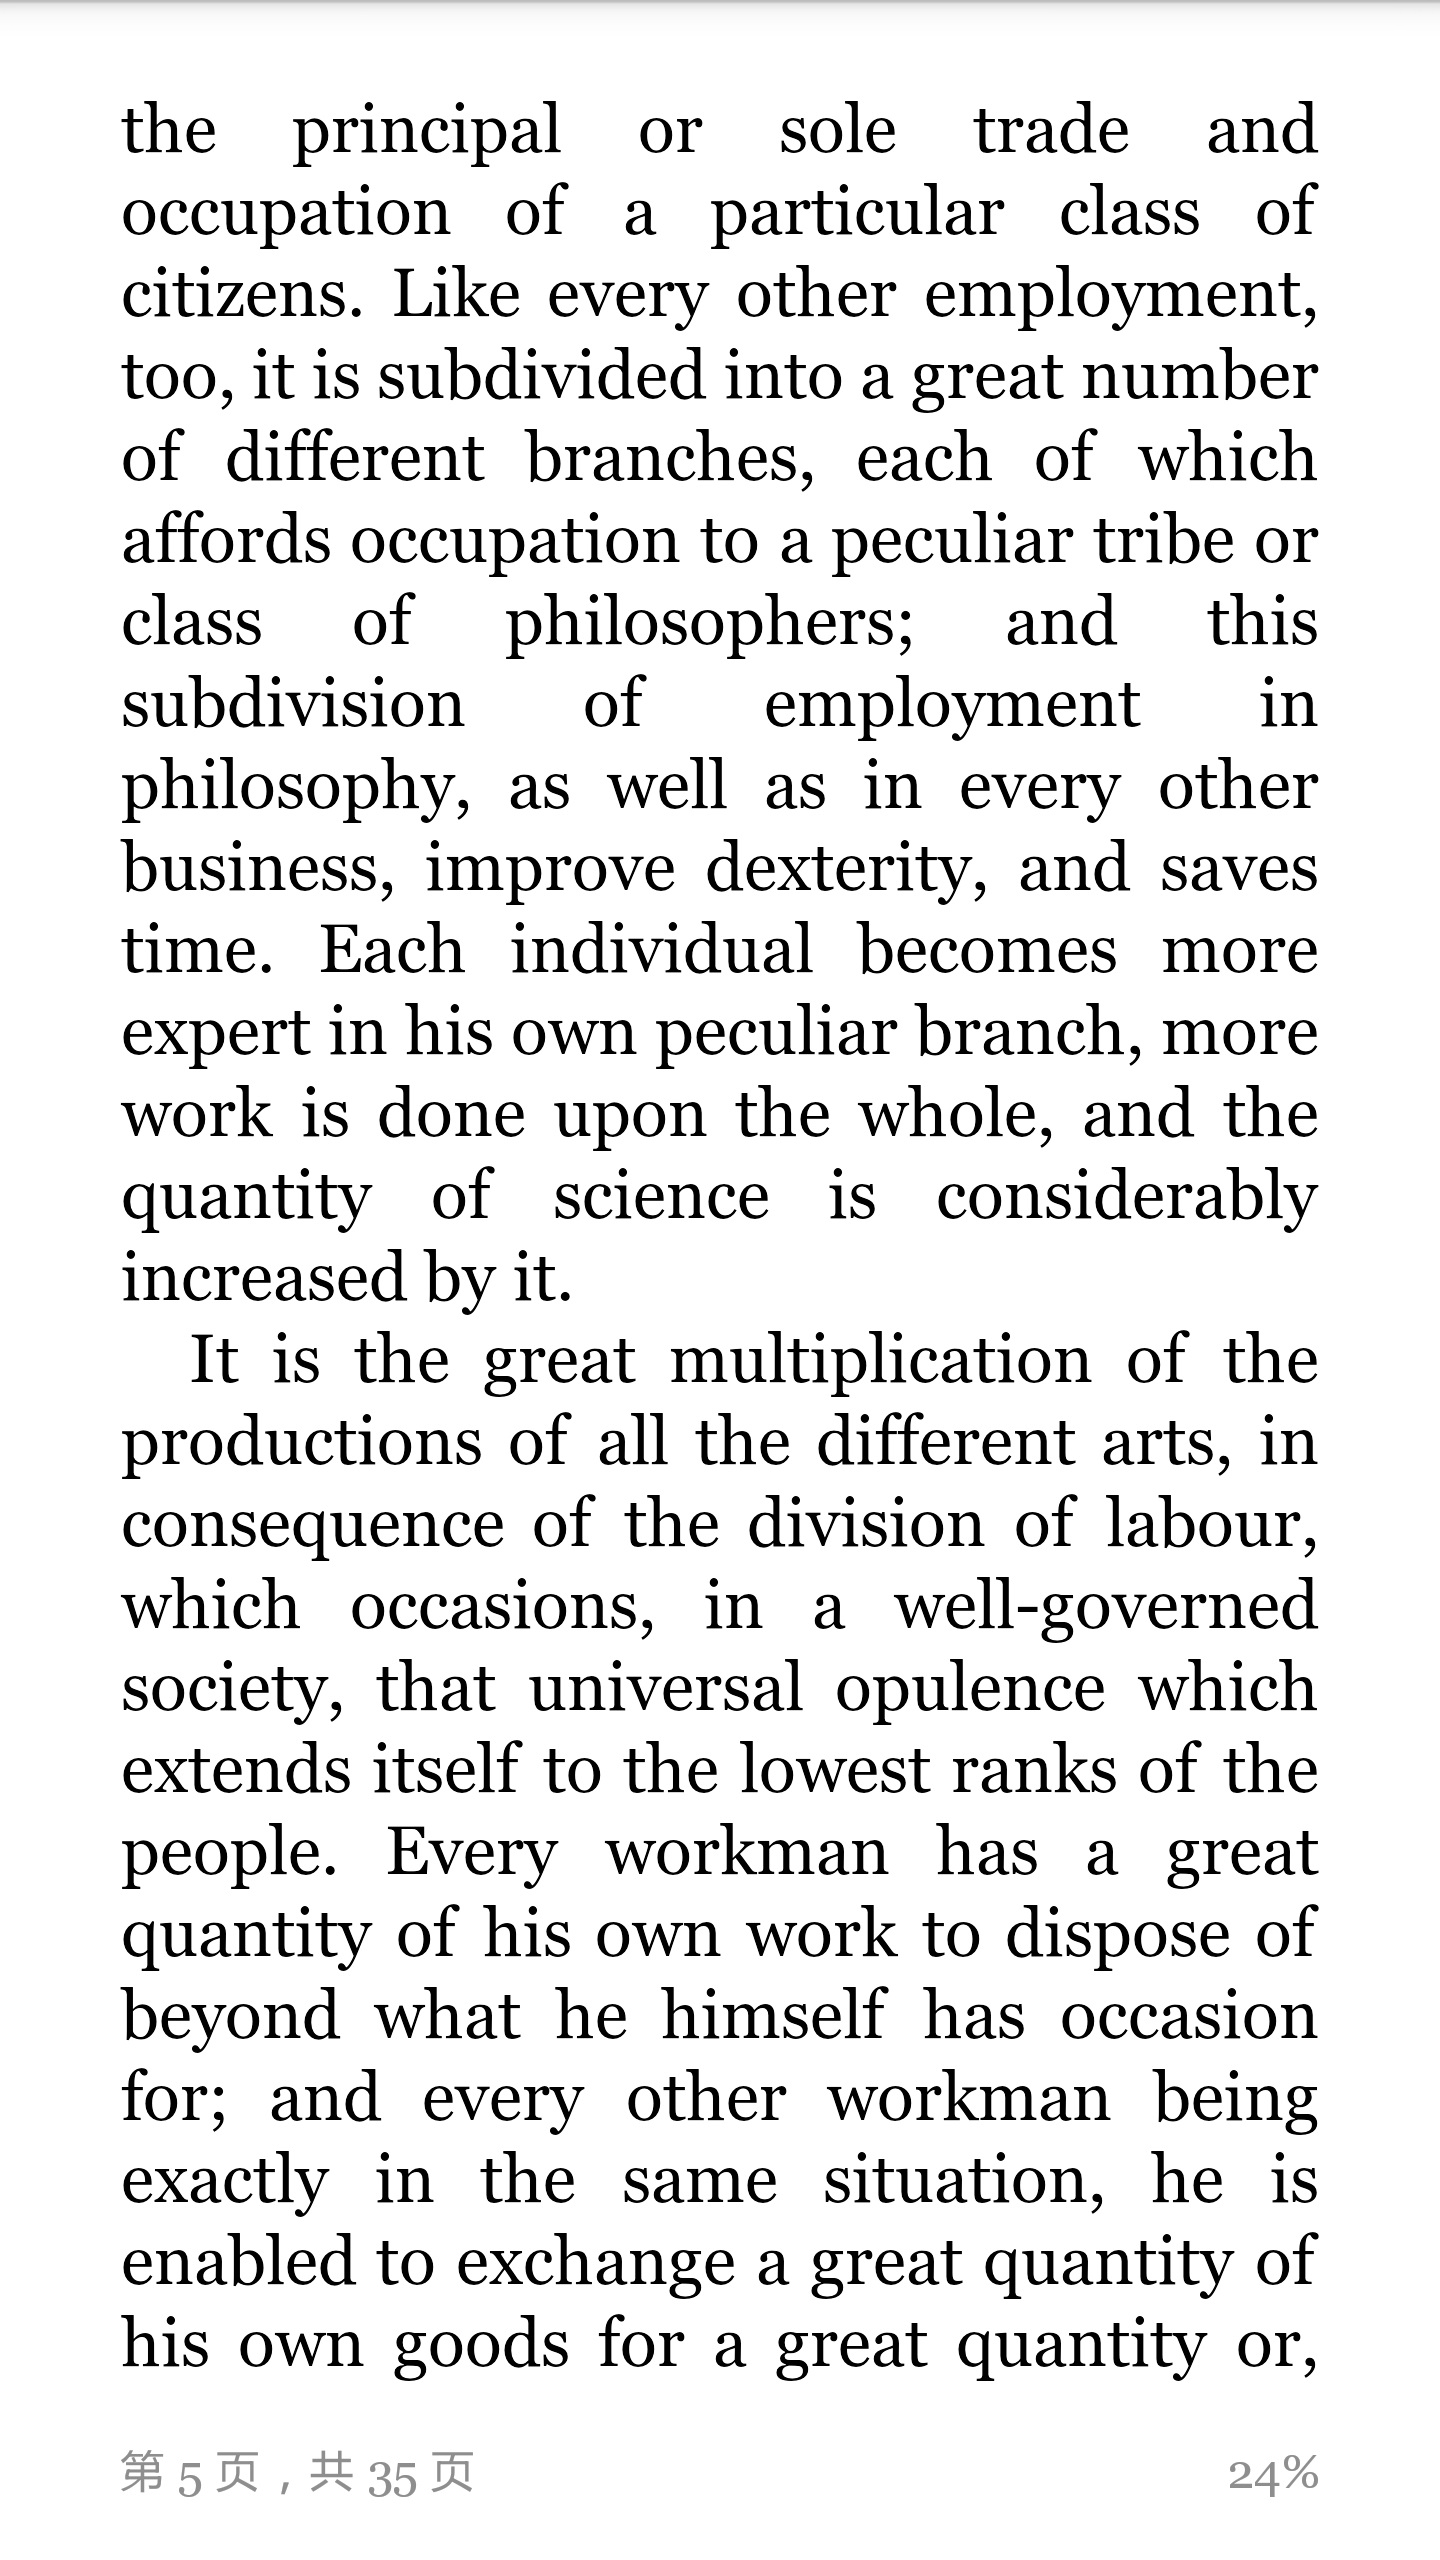 the principal or sole trade and
occupation of a particular class of
citizens. Like every other employment,
too, it is subdivided into a great number
of different branches, each of which
affords occupation to a peculiar tribe or
class of philosophers; and this
subdivision of employment in
philosophy, as well as in every other
business, improve dexterity, and saves
time. Each individual becomes more
expert in his own peculiar branch, more
work is done upon the whole, and the
quantity of science is considerably
increased by it.
It is the great multiplication of the
productions of all the different arts, in
consequence of the division of labour,
which occasions, in a well-governed
society, that universal opulence which
extends itself to the lowest ranks of the
people. Every workman has a great
quantity of his own work to dispose of
beyond what he himself has occasion
for; and every other workman being
exactly in the same situation, he is
enabled to exchange a great quantity of
his own goods for a great quantity or,
第 5 页 , 共 35 页 24%